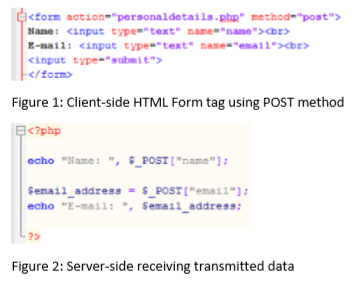 <form action="personaldetails.php" method="post">
Name: <input type="text" name="name"><br>
E-mail: <input type="text" name="email"><br>
<input type="submit">
</form>
Figure 1: Client-side HTML Form tag using POST method
<?php
echo "Name: ", $_POST["name"];
$email_address = $_POST["email"];
echo "E-mail: ", $email_address;
?>
Figure 2: Server-side receiving transmitted data